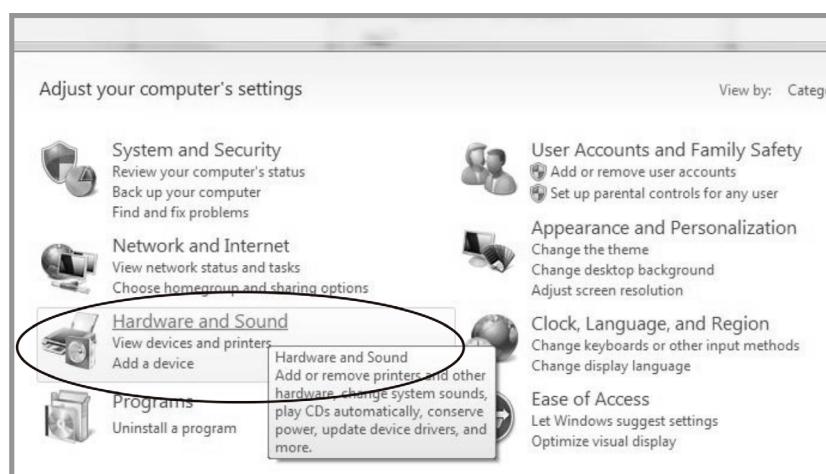 Adjust your computer's settings
View by:
System and Security
Review your computer's status
Back up your computer
Find and fix problems
Network and Internet
View network status and tasks
Choose homegroup and sharing options
Hardware and Sound
View devices and printers
Add a device
Hardware and Sound
Add or remove printers and other
hardware, change system sounds,
play CDs automatically, conserve
power, update device drivers, and
more.
Programs
Uninstall a program
User Accounts and Family Safety
Add or remove user accounts
Set up parental controls for any user
Appearance and Personalization
Change the theme
Change desktop background
Adjust screen resolution
Clock, Language, and Region
Change keyboards or other input methods
Change display language
Ease of Access
Let Windows suggest settings
Optimize visual display